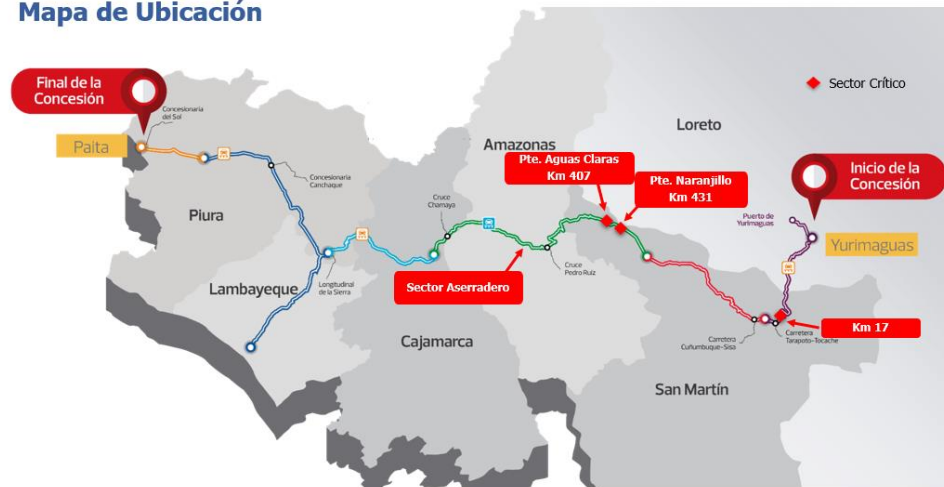 Mapa de Ubicación
Final de la
Concesión
Concesionaria
del Sol
Paita
Concesionaria
Canchaque
Piura
Lambayeque
Longitudinal
de la Sierra
Cruce
Chamaya
Sector Aserradero
Cajamarca
Amazonas
Cruce
Pedro Ruiz
Pte. Aguas Claras
Km 407
Pte. Naranjillo
Km 431
Loreto
Sector Crítico
Inicio de la
Concesión
Puerto de
Yurimaguas
Yurimaguas
Km 17
Carretera
Cuñumbuque-Sisa
Carretera
Tarapoto-Tocache
San Martín